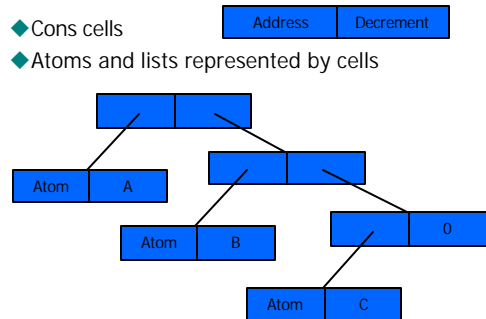 Cons cells
Address Decrement
Atoms and lists represented by cells
Atom A
Atom B
0
Atom C